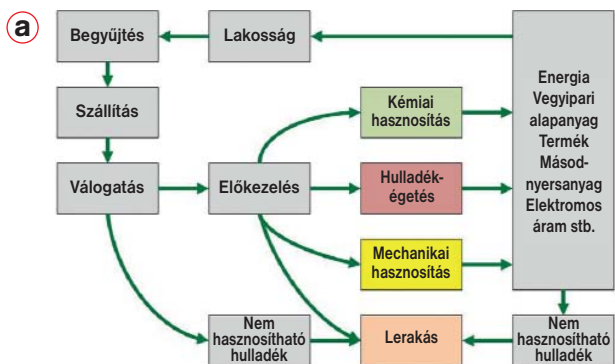 a
Begyűjtés
Lakosság
Szállítás
Válogatás
Előkezelés
Kémiai
hasznosítás
Hulladék-
égetés
Mechanikai
hasznosítás
Energia
Vegyipari
alapanyag
Termék
Másod-
nyersanyag
Elektromos
áram stb.
Nem
hasznosítható
hulladék
Lerakás
Nem
hasznosítható
hulladék